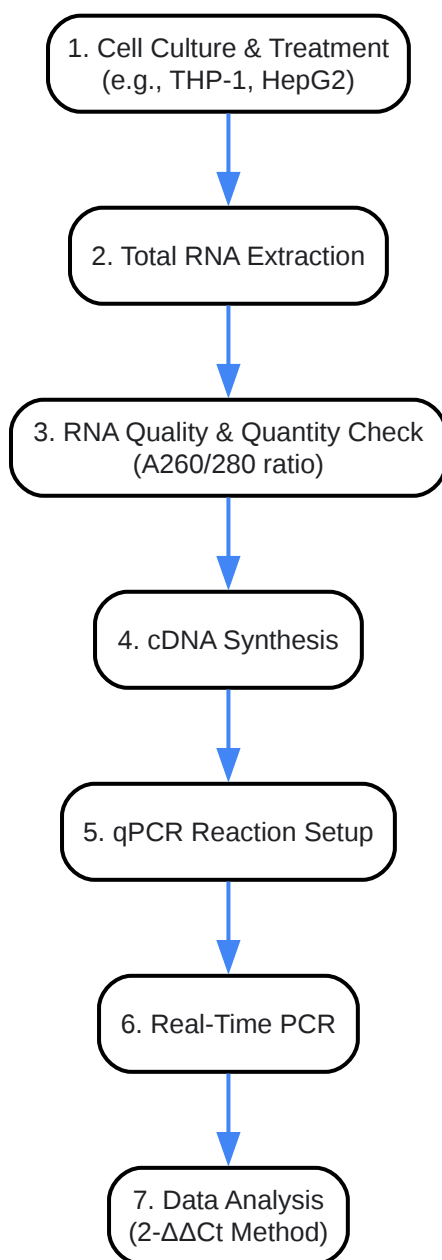 1. Cell Culture & Treatment
(e.g., THP-1, HepG2)
2. Total RNA Extraction
3. RNA Quality & Quantity Check
(A260/280 ratio)
4. cDNA Synthesis
5. qPCR Reaction Setup
6. Real-Time PCR
7. Data Analysis
(2-ΔΔCt Method)